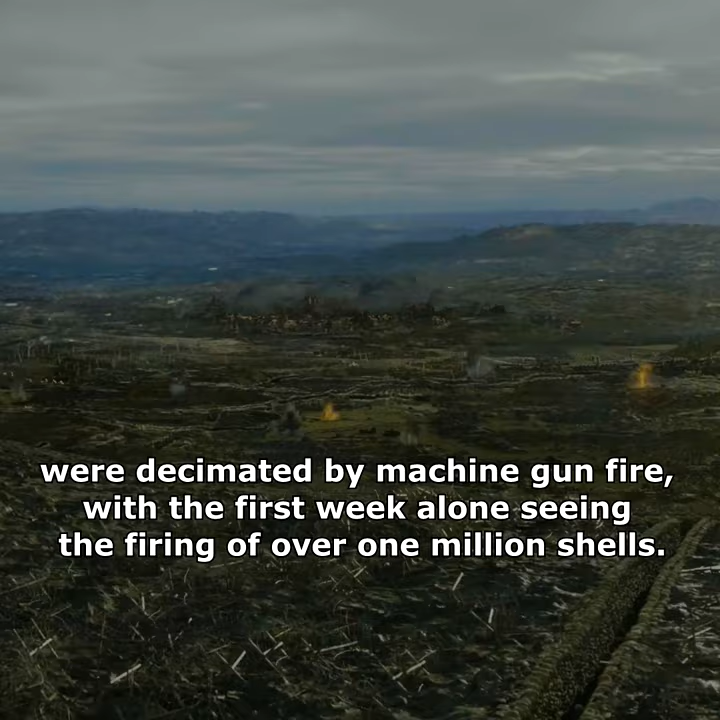 were decimated by machine gun fire,
with the first week alone seeing
the firing of over one million shells.